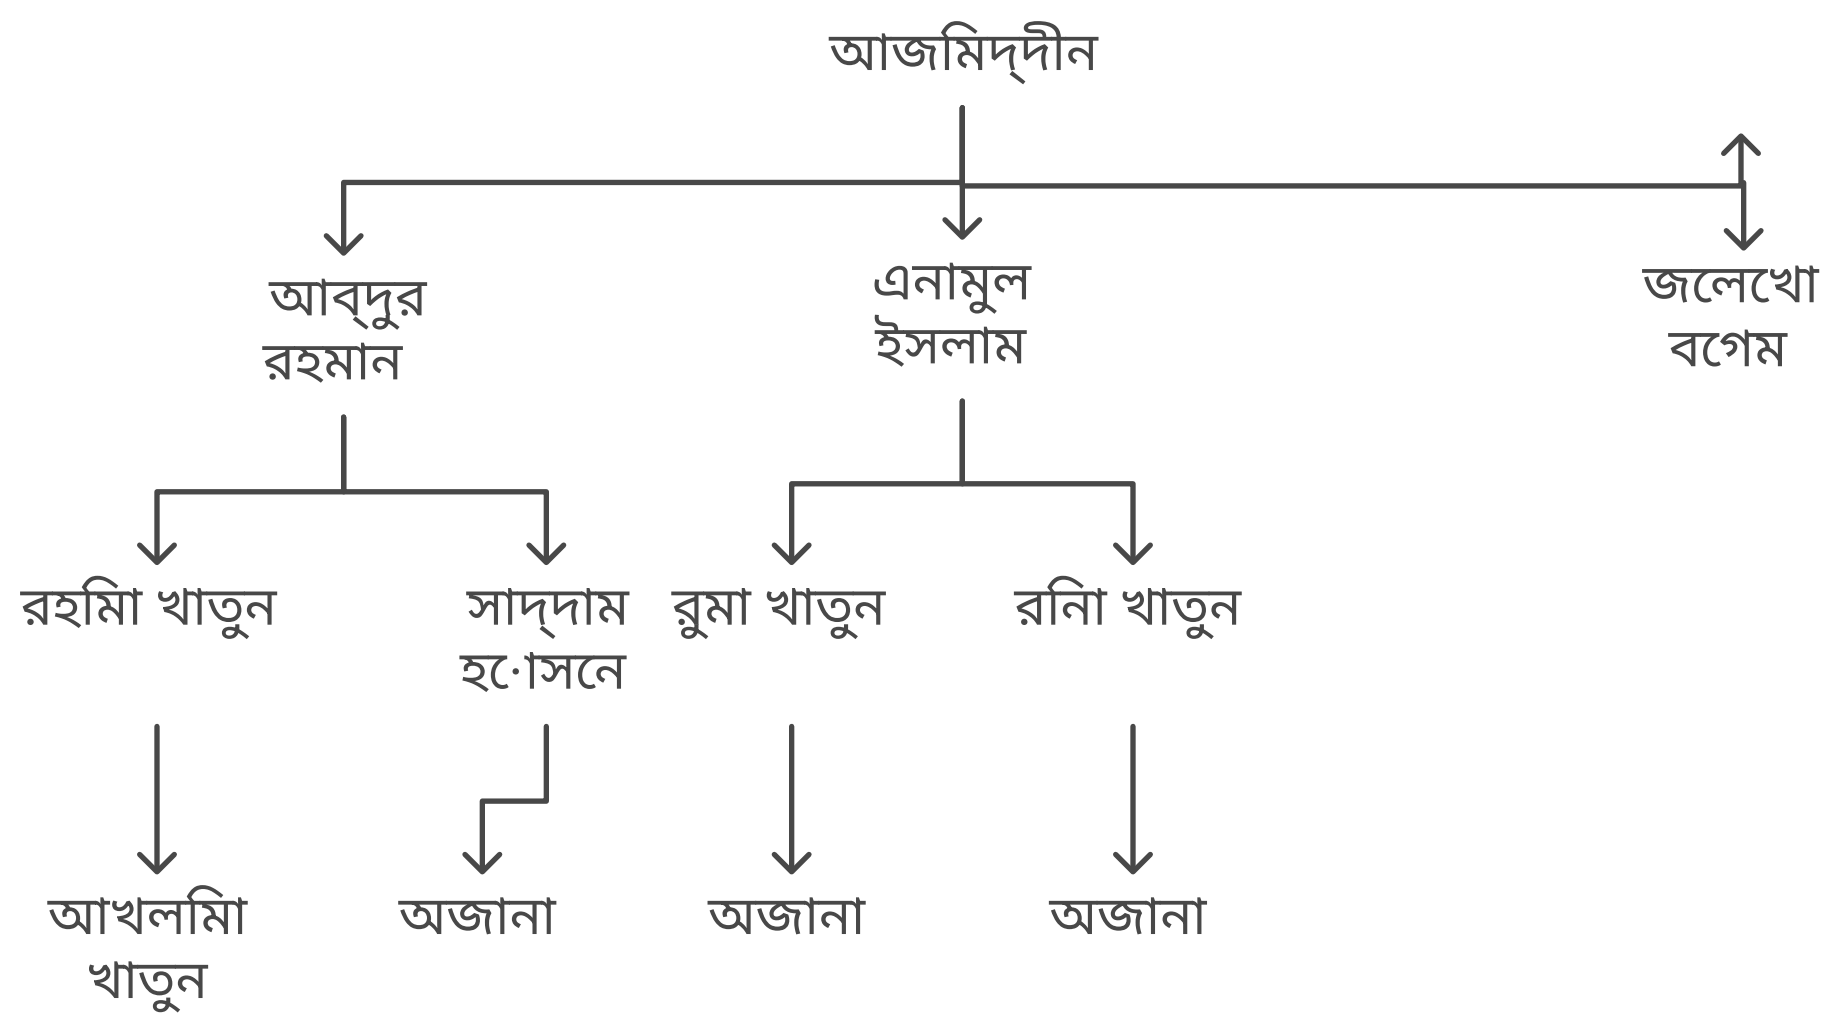 আজমিদ্দীন
আব্দুর
রহমান
এনামুল
ইসলাম
জলেখো
বগেম
রহমিা খাতুন
সাদ্দাম
হোসনে
রুমা খাতুন
রনিা খাতুন
আখলমিা
খাতুন
অজানা
অজানা
অজানা